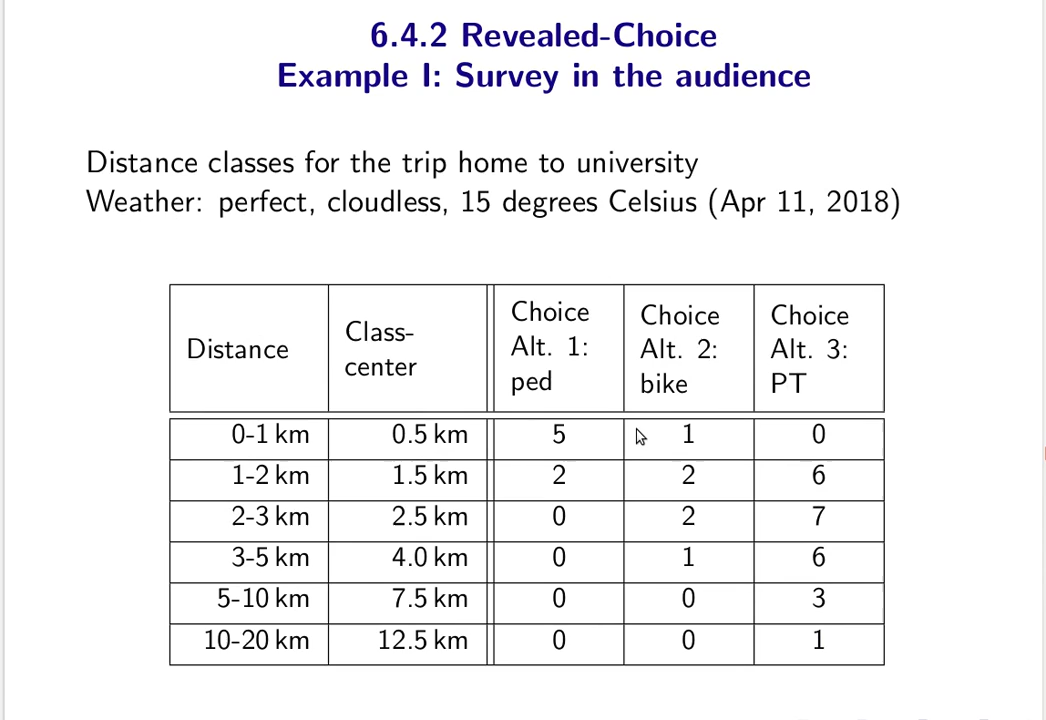 6.4.2 Revealed-Choice
Example I: Survey in the audience
Distance classes for the trip home to university
Weather: perfect, cloudless, 15 degrees Celsius (Apr 11, 2018)
Distance Class-center Choice Alt. 1: ped Choice Alt. 2: bike Choice Alt. 3: PT
0-1 km 0.5 km 5 1 0
1-2 km 1.5 km 2 2 6
2-3 km 2.5 km 0 2 7
3-5 km 4.0 km 0 1 6
5-10 km 7.5 km 0 0 3
10-20 km 12.5 km 0 0 1